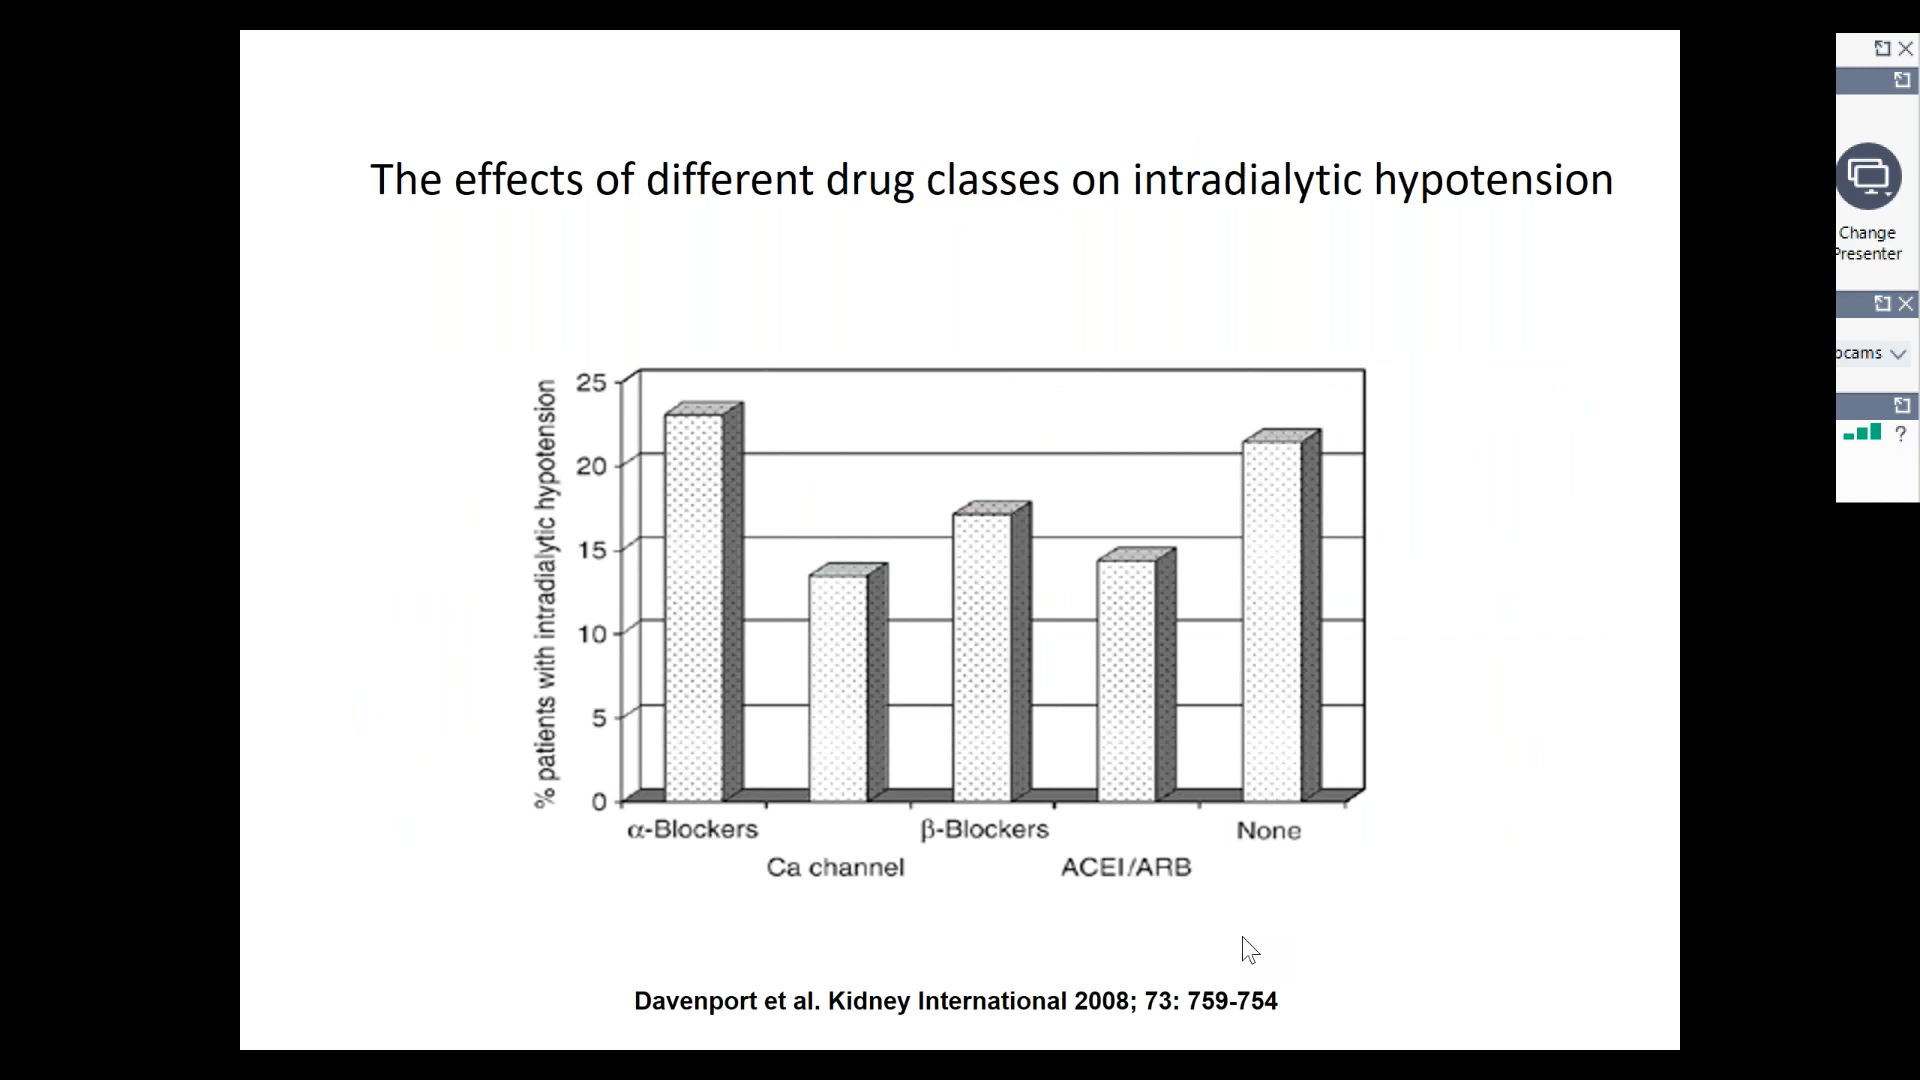 The effects of different drug classes on intradialytic hypotension
% patients with intradialytic hypotension
25
20
15
10
5
0
α-Blockers
Ca channel
β-Blockers
ACEI/ARB
None
Davenport et al. Kidney International 2008; 73: 759-754
Change
Presenter
bcams
?